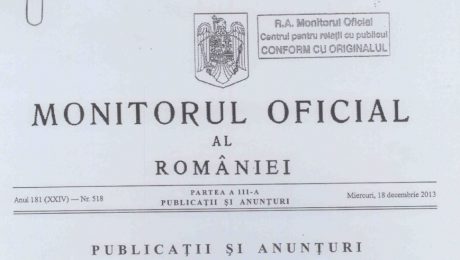 R.A. Monitorul Oficial
Centrul pentru relații cu publicul
CONFORM CU ORIGINALUL
MONITORUL OFICIAL
AL
ROMÂNIEI
Anul 181 (XXIV) — Nr. 518
PARTEA A III-A
PUBLICAȚII ȘI ANUNȚURI
Miercuri, 18 decembrie 2013
PUBLICAȚII ȘI ANUNȚURI